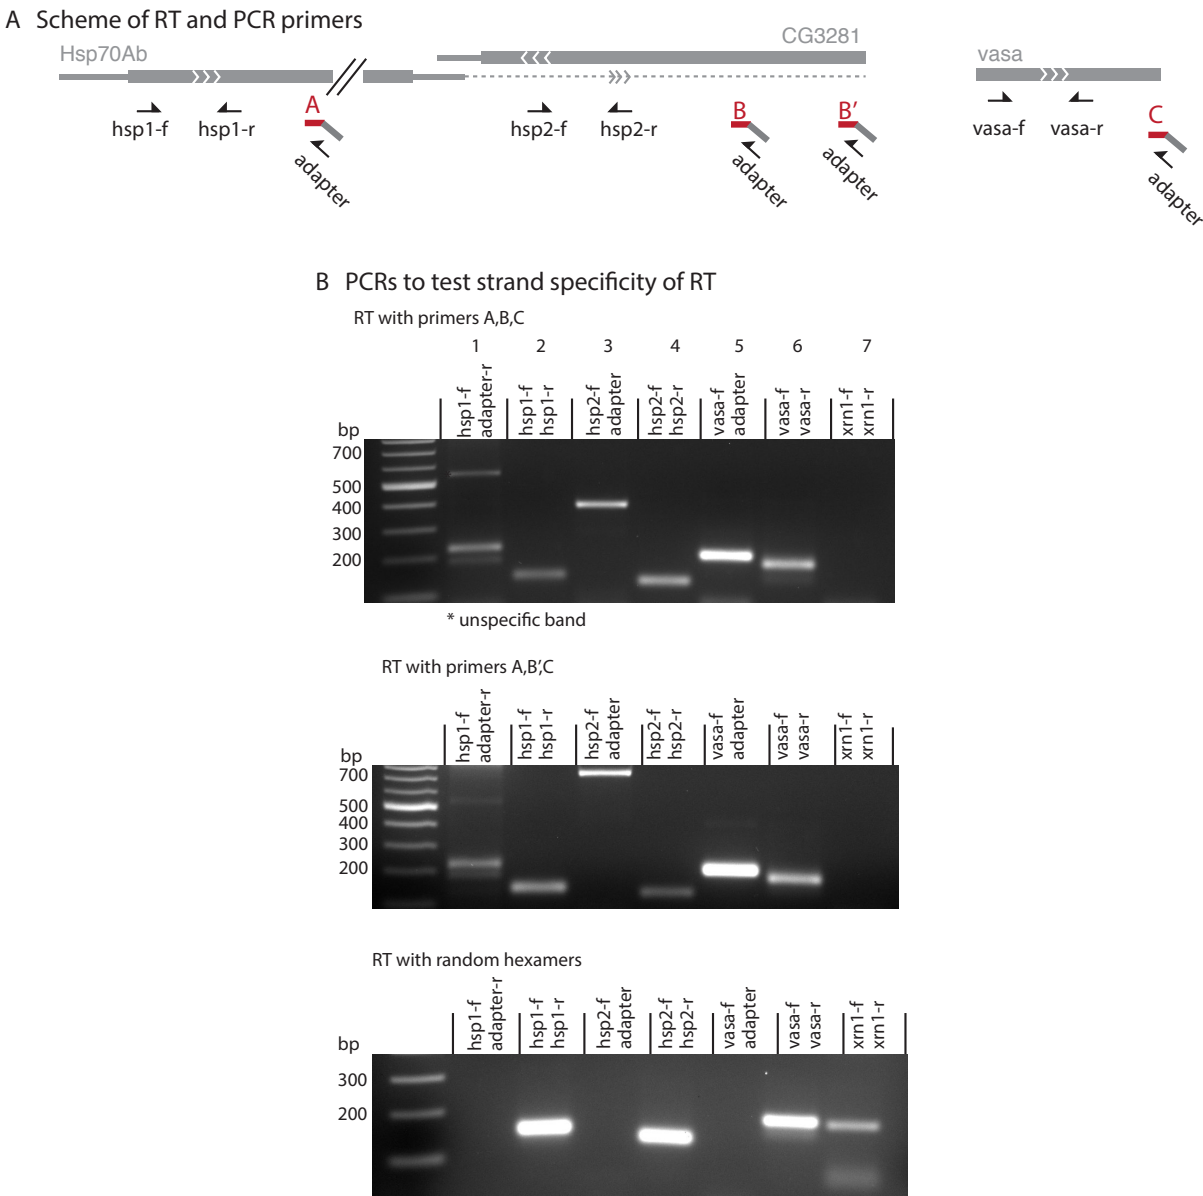 A Scheme of RT and PCR primers
Hsp70Ab
CG3281
vasa
hsp1-f
hsp1-r
A
adapter
hsp2-f
hsp2-r
B
adapter
B′
adapter
vasa-f
vasa-r
C
adapter
B PCRs to test strand specificity of RT
RT with primers A,B,C
1 2 3 4 5 6 7
hsp1-f
adapter-r
hsp1-f
hsp1-r
hsp2-f
adapter
hsp2-f
hsp2-r
vasa-f
adapter
vasa-f
vasa-r
xrn1-f
xrn1-r
bp
700
500
400
300
200
* unspecific band
RT with primers A,B′,C
hsp1-f
adapter-r
hsp1-f
hsp1-r
hsp2-f
adapter
hsp2-f
hsp2-r
vasa-f
adapter
vasa-f
vasa-r
xrn1-f
xrn1-r
bp
700
500
400
300
200
RT with random hexamers
hsp1-f
adapter-r
hsp1-f
hsp1-r
hsp2-f
adapter
hsp2-f
hsp2-r
vasa-f
adapter
vasa-f
vasa-r
xrn1-f
xrn1-r
bp
300
200